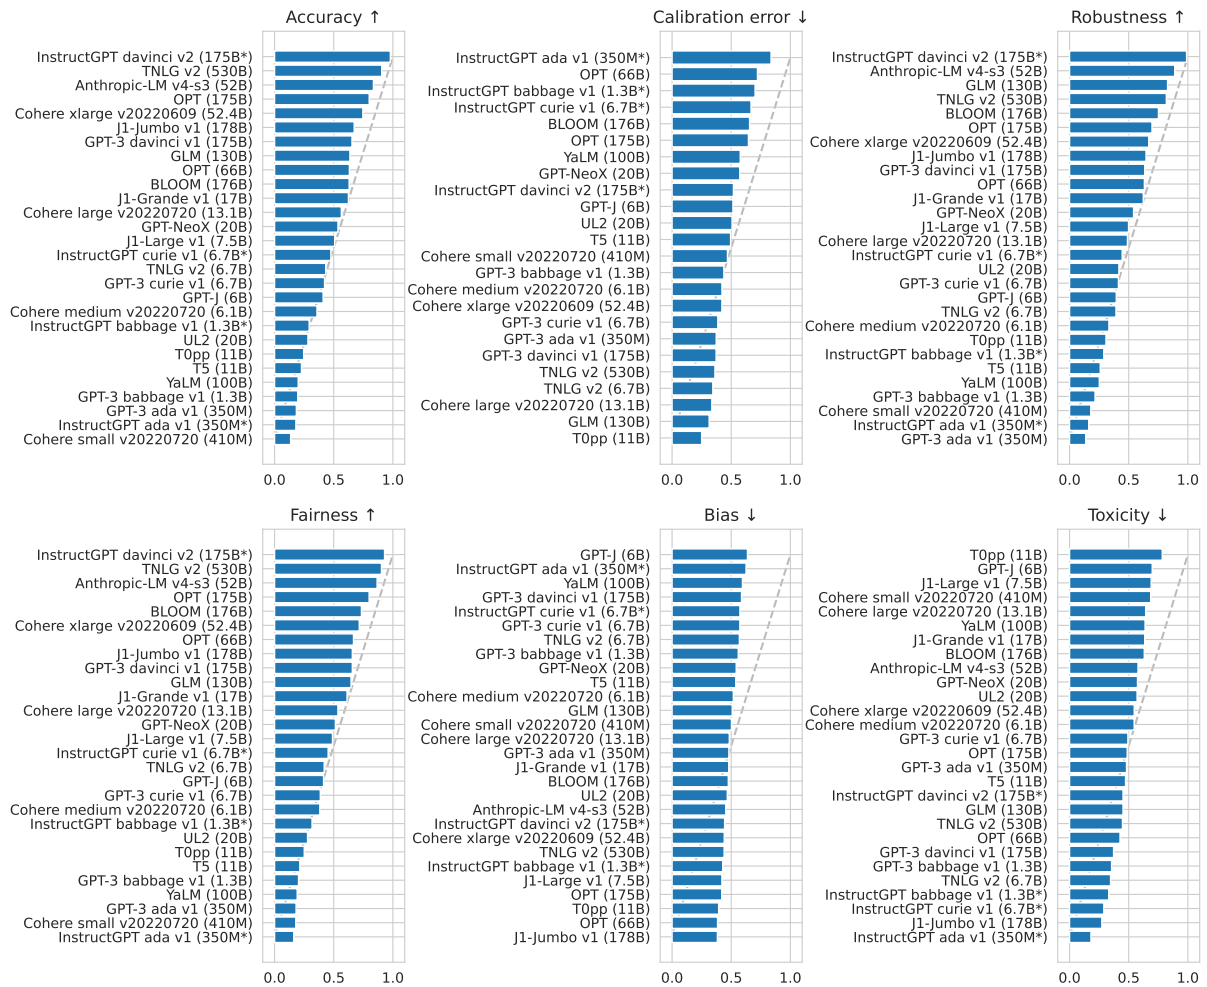 Accuracy ↑
InstructGPT davinci v2 (175B*)
TNLG v2 (530B)
Anthropic-LM v4-s3 (52B)
OPT (175B)
Cohere xlarge v20220609 (52.4B)
J1-Jumbo v1 (178B)
GPT-3 davinci v1 (175B)
GLM (130B)
OPT (66B)
BLOOM (176B)
J1-Grande v1 (17B)
Cohere large v20220720 (13.1B)
GPT-NeoX (20B)
J1-Large v1 (7.5B)
InstructGPT curie v1 (6.7B*)
TNLG v2 (6.7B)
GPT-3 curie v1 (6.7B)
GPT-J (6B)
Cohere medium v20220720 (6.1B)
InstructGPT babbage v1 (1.3B*)
UL2 (20B)
T0pp (11B)
T5 (11B)
YaLM (100B)
GPT-3 babbage v1 (1.3B)
GPT-3 ada v1 (350M)
InstructGPT ada v1 (350M*)
Cohere small v20220720 (410M)
0.0 0.5 1.0
Calibration error ↓
InstructGPT ada v1 (350M*)
OPT (66B)
InstructGPT babbage v1 (1.3B*)
InstructGPT curie v1 (6.7B*)
BLOOM (176B)
OPT (175B)
YaLM (100B)
GPT-NeoX (20B)
InstructGPT davinci v2 (175B*)
GPT-J (6B)
UL2 (20B)
T5 (11B)
Cohere small v20220720 (410M)
GPT-3 babbage v1 (1.3B)
Cohere medium v20220720 (6.1B)
Cohere xlarge v20220609 (52.4B)
GPT-3 curie v1 (6.7B)
GPT-3 ada v1 (350M)
GPT-3 davinci v1 (175B)
TNLG v2 (530B)
TNLG v2 (6.7B)
Cohere large v20220720 (13.1B)
GLM (130B)
T0pp (11B)
0.0 0.5 1.0
Robustness ↑
InstructGPT davinci v2 (175B*)
Anthropic-LM v4-s3 (52B)
GLM (130B)
TNLG v2 (530B)
BLOOM (176B)
OPT (175B)
Cohere xlarge v20220609 (52.4B)
J1-Jumbo v1 (178B)
GPT-3 davinci v1 (175B)
OPT (66B)
J1-Grande v1 (17B)
GPT-NeoX (20B)
J1-Large v1 (7.5B)
Cohere large v20220720 (13.1B)
InstructGPT curie v1 (6.7B*)
UL2 (20B)
GPT-3 curie v1 (6.7B)
GPT-J (6B)
TNLG v2 (6.7B)
Cohere medium v20220720 (6.1B)
T0pp (11B)
InstructGPT babbage v1 (1.3B*)
T5 (11B)
YaLM (100B)
GPT-3 babbage v1 (1.3B)
Cohere small v20220720 (410M)
InstructGPT ada v1 (350M*)
GPT-3 ada v1 (350M)
0.0 0.5 1.0
Fairness ↑
InstructGPT davinci v2 (175B*)
TNLG v2 (530B)
Anthropic-LM v4-s3 (52B)
OPT (175B)
BLOOM (176B)
Cohere xlarge v20220609 (52.4B)
OPT (66B)
J1-Jumbo v1 (178B)
GPT-3 davinci v1 (175B)
GLM (130B)
J1-Grande v1 (17B)
Cohere large v20220720 (13.1B)
GPT-NeoX (20B)
J1-Large v1 (7.5B)
InstructGPT curie v1 (6.7B*)
TNLG v2 (6.7B)
GPT-J (6B)
GPT-3 curie v1 (6.7B)
Cohere medium v20220720 (6.1B)
InstructGPT babbage v1 (1.3B*)
UL2 (20B)
T0pp (11B)
T5 (11B)
GPT-3 babbage v1 (1.3B)
YaLM (100B)
GPT-3 ada v1 (350M)
Cohere small v20220720 (410M)
InstructGPT ada v1 (350M*)
0.0 0.5 1.0
Bias ↓
GPT-J (6B)
InstructGPT ada v1 (350M*)
YaLM (100B)
GPT-3 davinci v1 (175B)
InstructGPT curie v1 (6.7B*)
GPT-3 curie v1 (6.7B)
TNLG v2 (6.7B)
GPT-3 babbage v1 (1.3B)
GPT-NeoX (20B)
T5 (11B)
Cohere medium v20220720 (6.1B)
GLM (130B)
Cohere small v20220720 (410M)
Cohere large v20220720 (13.1B)
GPT-3 ada v1 (350M)
J1-Grande v1 (17B)
BLOOM (176B)
UL2 (20B)
Anthropic-LM v4-s3 (52B)
InstructGPT davinci v2 (175B*)
Cohere xlarge v20220609 (52.4B)
TNLG v2 (530B)
InstructGPT babbage v1 (1.3B*)
J1-Large v1 (7.5B)
OPT (175B)
T0pp (11B)
OPT (66B)
J1-Jumbo v1 (178B)
0.0 0.5 1.0
Toxicity ↓
T0pp (11B)
GPT-J (6B)
J1-Large v1 (7.5B)
Cohere small v20220720 (410M)
Cohere large v20220720 (13.1B)
YaLM (100B)
J1-Grande v1 (17B)
BLOOM (176B)
Anthropic-LM v4-s3 (52B)
GPT-NeoX (20B)
UL2 (20B)
Cohere xlarge v20220609 (52.4B)
Cohere medium v20220720 (6.1B)
GPT-3 curie v1 (6.7B)
OPT (175B)
GPT-3 ada v1 (350M)
T5 (11B)
InstructGPT davinci v2 (175B*)
GLM (130B)
TNLG v2 (530B)
OPT (66B)
GPT-3 davinci v1 (175B)
GPT-3 babbage v1 (1.3B)
TNLG v2 (6.7B)
InstructGPT babbage v1 (1.3B*)
InstructGPT curie v1 (6.7B*)
J1-Jumbo v1 (178B)
InstructGPT ada v1 (350M*)
0.0 0.5 1.0